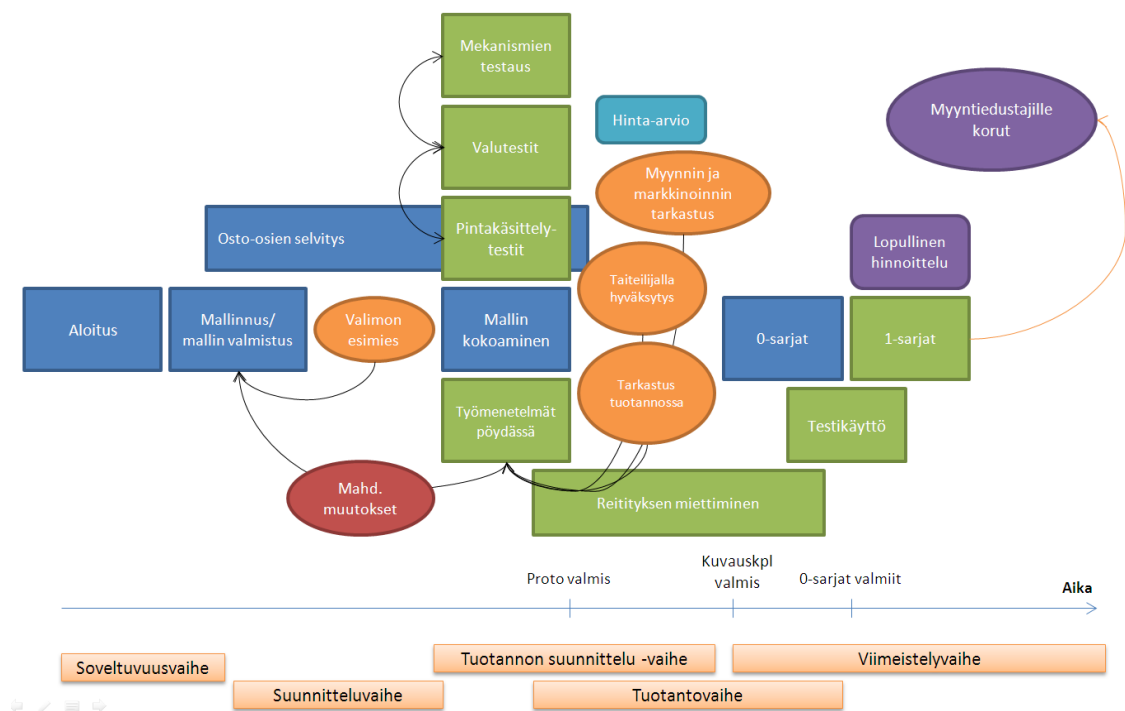 Mekanismien
testaus
Hinta-arvio
Myyntiedustajille
korut
Valutestit
Myynnin ja
markkinoinnin
tarkastus
Osto-osien selvitys
Pintakäsittely-
testit
Lopullinen
hinnoittelu
Taiteilijalla
hyväksytys
Aloitus
Mallinnus/
mallin valmistus
Valimon
esimies
Mallin
kokoaminen
0-sarjat
1-sarjat
Tarkastus
tuotannossa
Työmenetelmät
pöydässä
Testikäyttö
Mahd.
muutokset
Reitityksen miettiminen
Proto valmis
Kuvauskpl
valmis
0-sarjat valmiit
Aika
Soveltuvuusvaihe
Tuotannon suunnittelu -vaihe
Viimeistelyvaihe
Suunnitteluvaihe
Tuotantovaihe